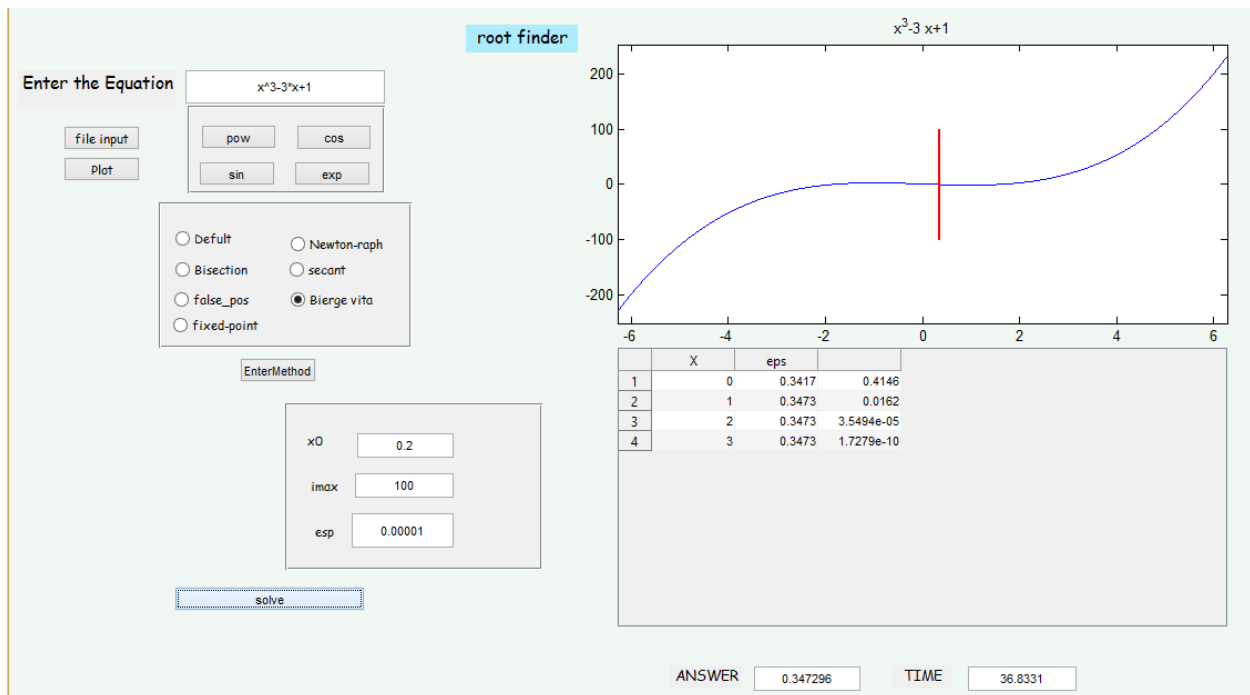 root finder
Enter the Equation
x^3-3*x+1
file input
Plot
pow
cos
sin
exp
Defult
Newton-raph
Bisection
secant
false_pos
Bierge vita
fixed-point
EnterMethod
x0
0.2
imax
100
esp
0.00001
solve
x³-3 x+1
200
100
0
-100
-200
-6 -4 -2 0 2 4 6
X eps
1 0 0.3417 0.4146
2 1 0.3473 0.0162
3 2 0.3473 3.5494e-05
4 3 0.3473 1.7279e-10
ANSWER 0.347296 TIME 36.8331